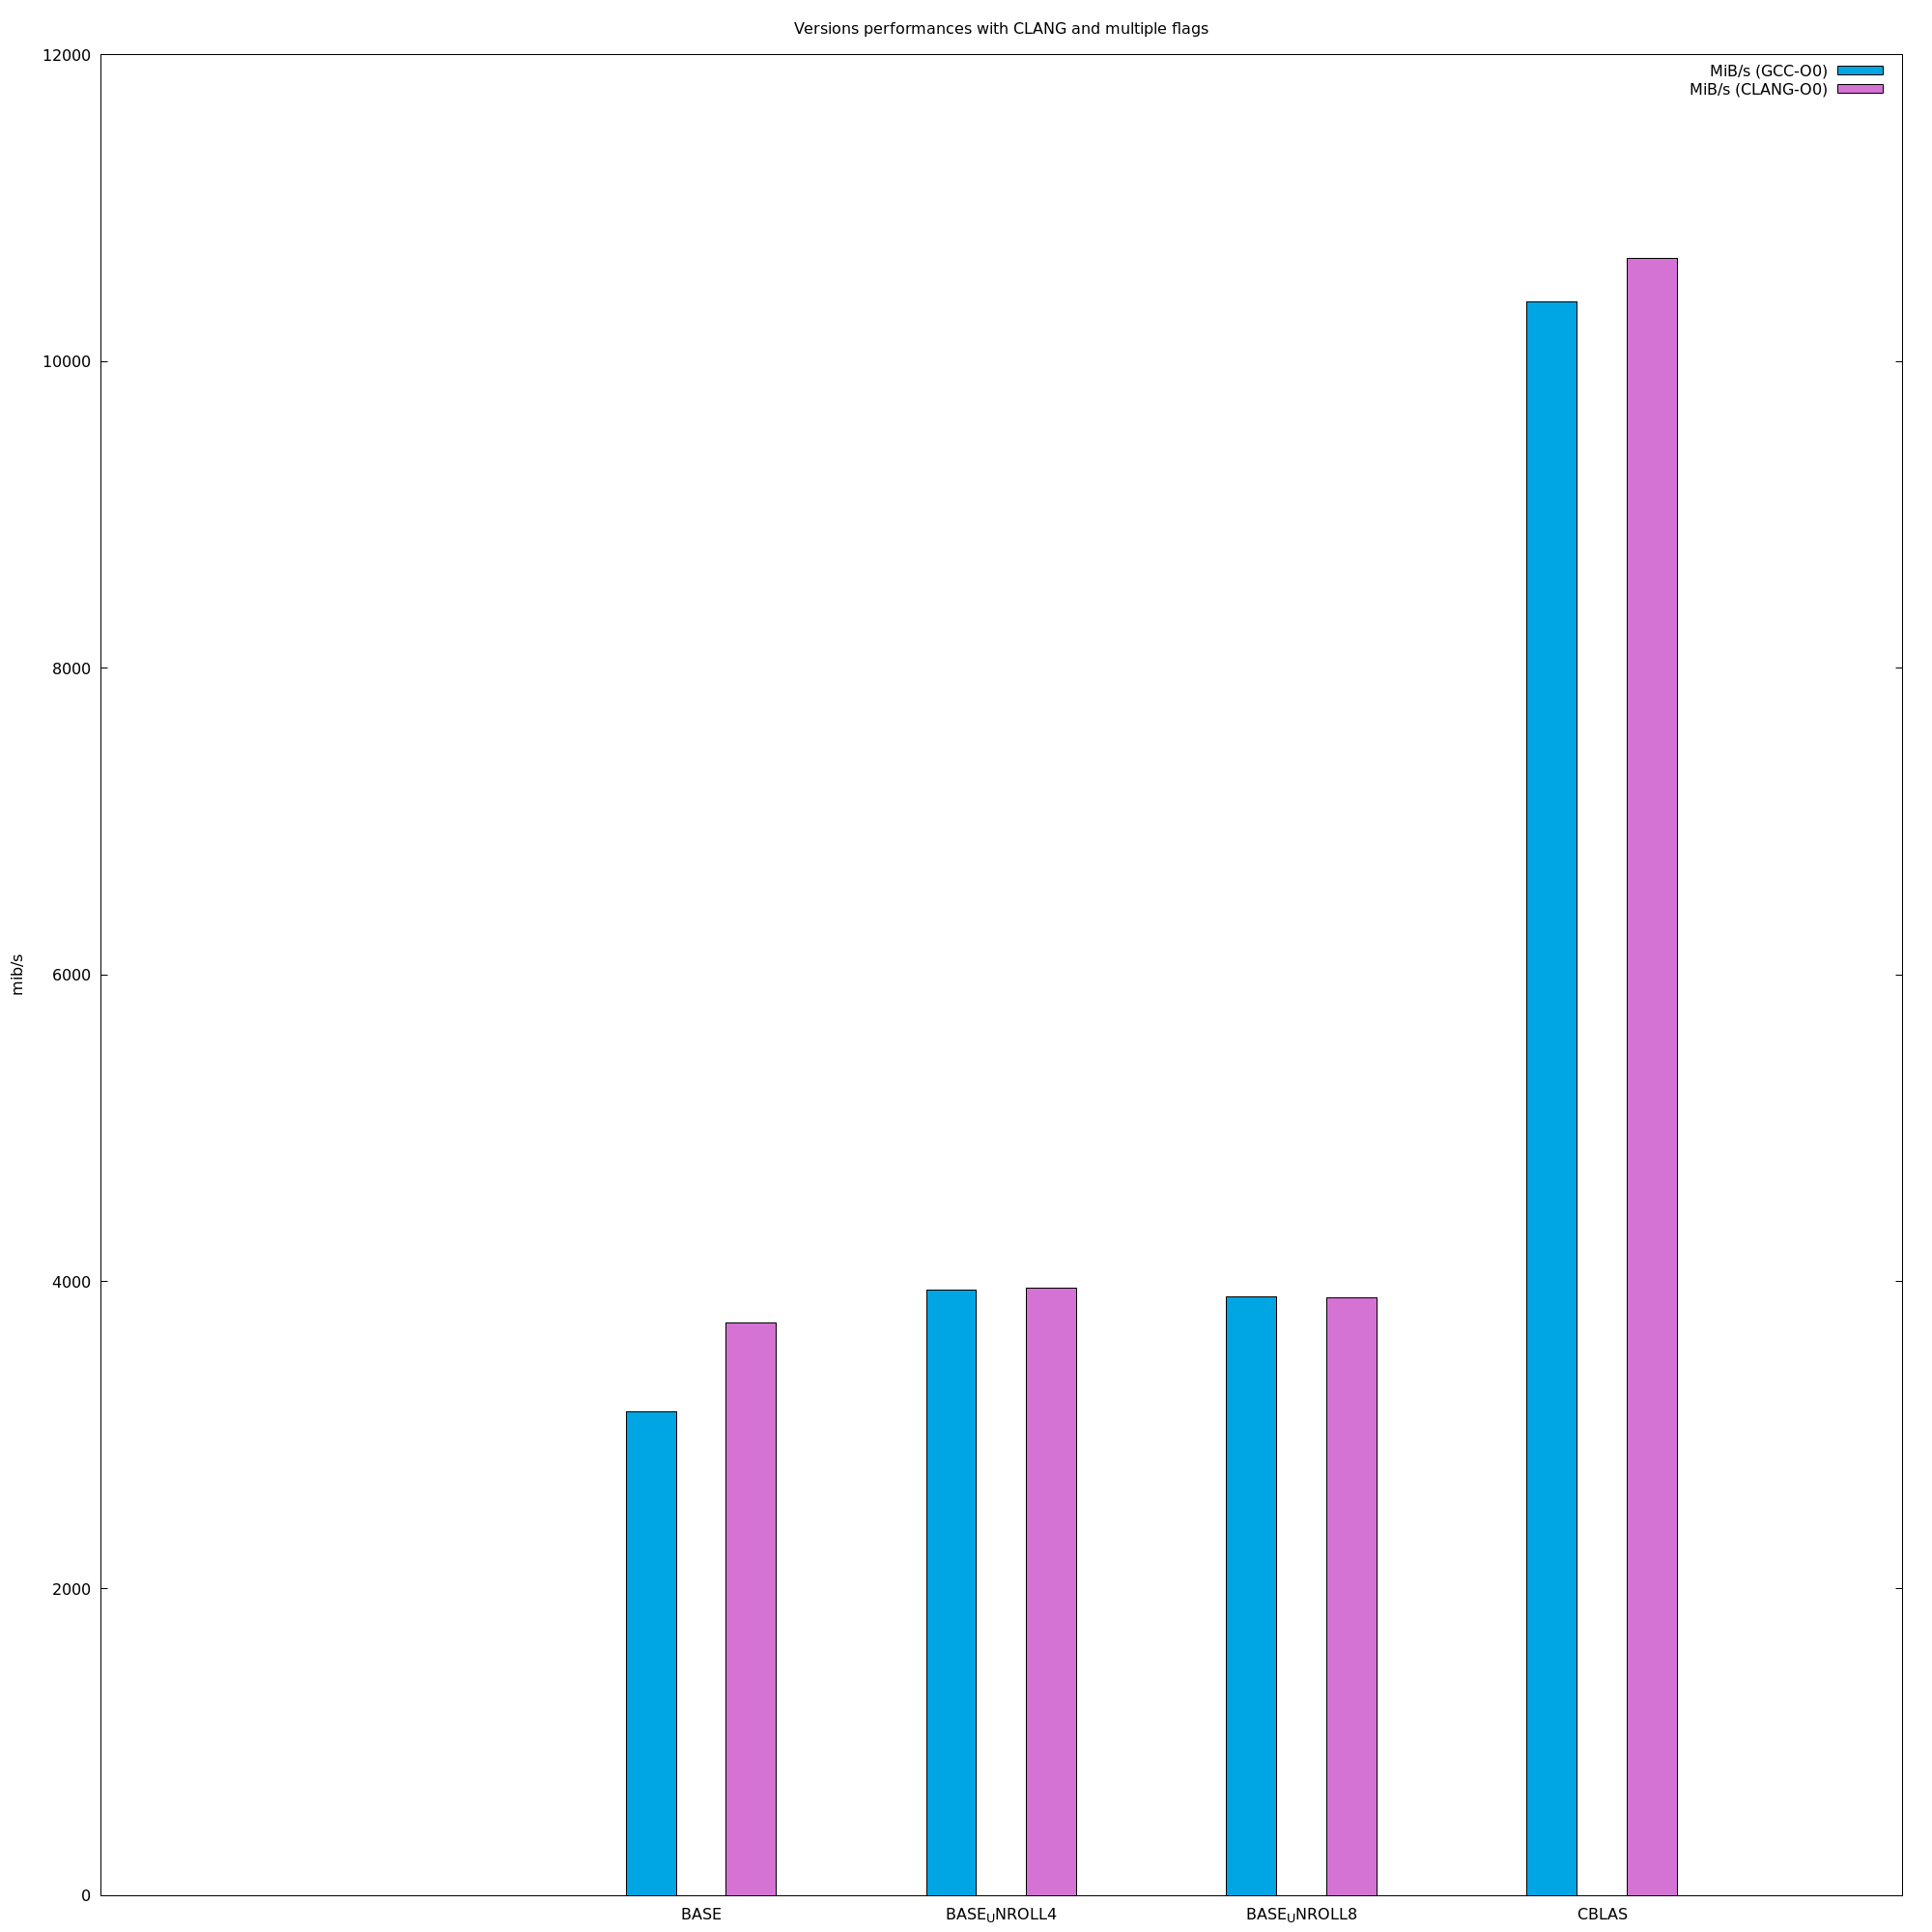 Versions performances with CLANG and multiple flags
MiB/s (GCC-O0)
MiB/s (CLANG-O0)
12000
10000
8000
6000
4000
2000
0
mib/s
BASE
BASE_UNROLL4
BASE_UNROLL8
CBLAS